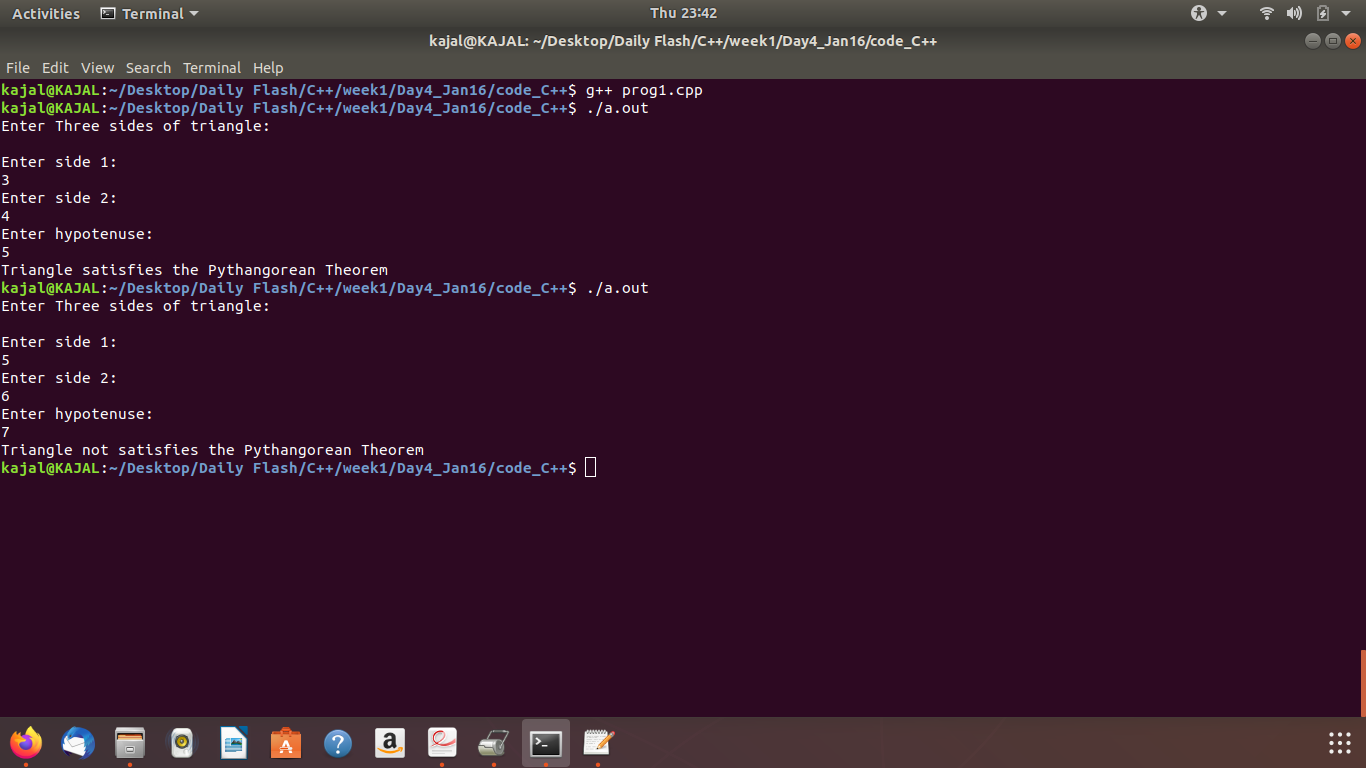 Activities Terminal Thu 23:42
kajal@KAJAL: ~/Desktop/Daily Flash/C++/week1/Day4_Jan16/code_C++
File Edit View Search Terminal Help
kajal@KAJAL:~/Desktop/Daily Flash/C++/week1/Day4_Jan16/code_C++$ g++ prog1.cpp
kajal@KAJAL:~/Desktop/Daily Flash/C++/week1/Day4_Jan16/code_C++$ ./a.out
Enter Three sides of triangle:

Enter side 1:
3
Enter side 2:
4
Enter hypotenuse:
5
Triangle satisfies the Pythangorean Theorem
kajal@KAJAL:~/Desktop/Daily Flash/C++/week1/Day4_Jan16/code_C++$ ./a.out
Enter Three sides of triangle:

Enter side 1:
5
Enter side 2:
6
Enter hypotenuse:
7
Triangle not satisfies the Pythangorean Theorem
kajal@KAJAL:~/Desktop/Daily Flash/C++/week1/Day4_Jan16/code_C++$